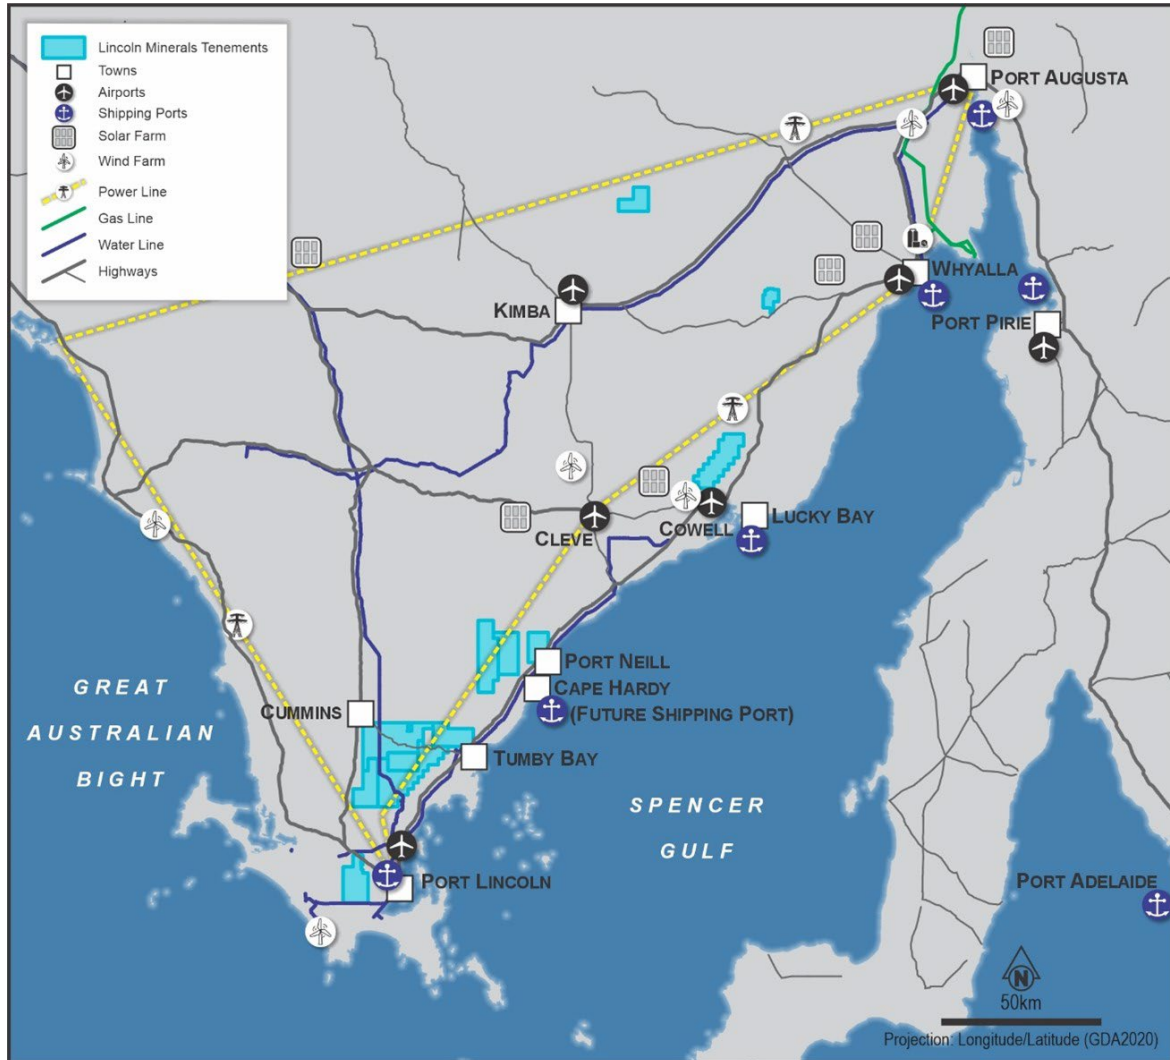 Lincoln Minerals Tenements
Towns
Airports
Shipping Ports
Solar Farm
Wind Farm
Power Line
Gas Line
Water Line
Highways
PORT AUGUSTA
WHYALLA
KIMBA
PORT PIRIE
LUCKY BAY
COWELL
CLEVE
PORT NEILL
CAPE HARDY
(FUTURE SHIPPING PORT)
CUMMINS
TUMBY BAY
GREAT
AUSTRALIAN
BIGHT
SPENCER
GULF
PORT LINCOLN
PORT ADELAIDE
N
50km
Projection: Longitude/Latitude (GDA2020)